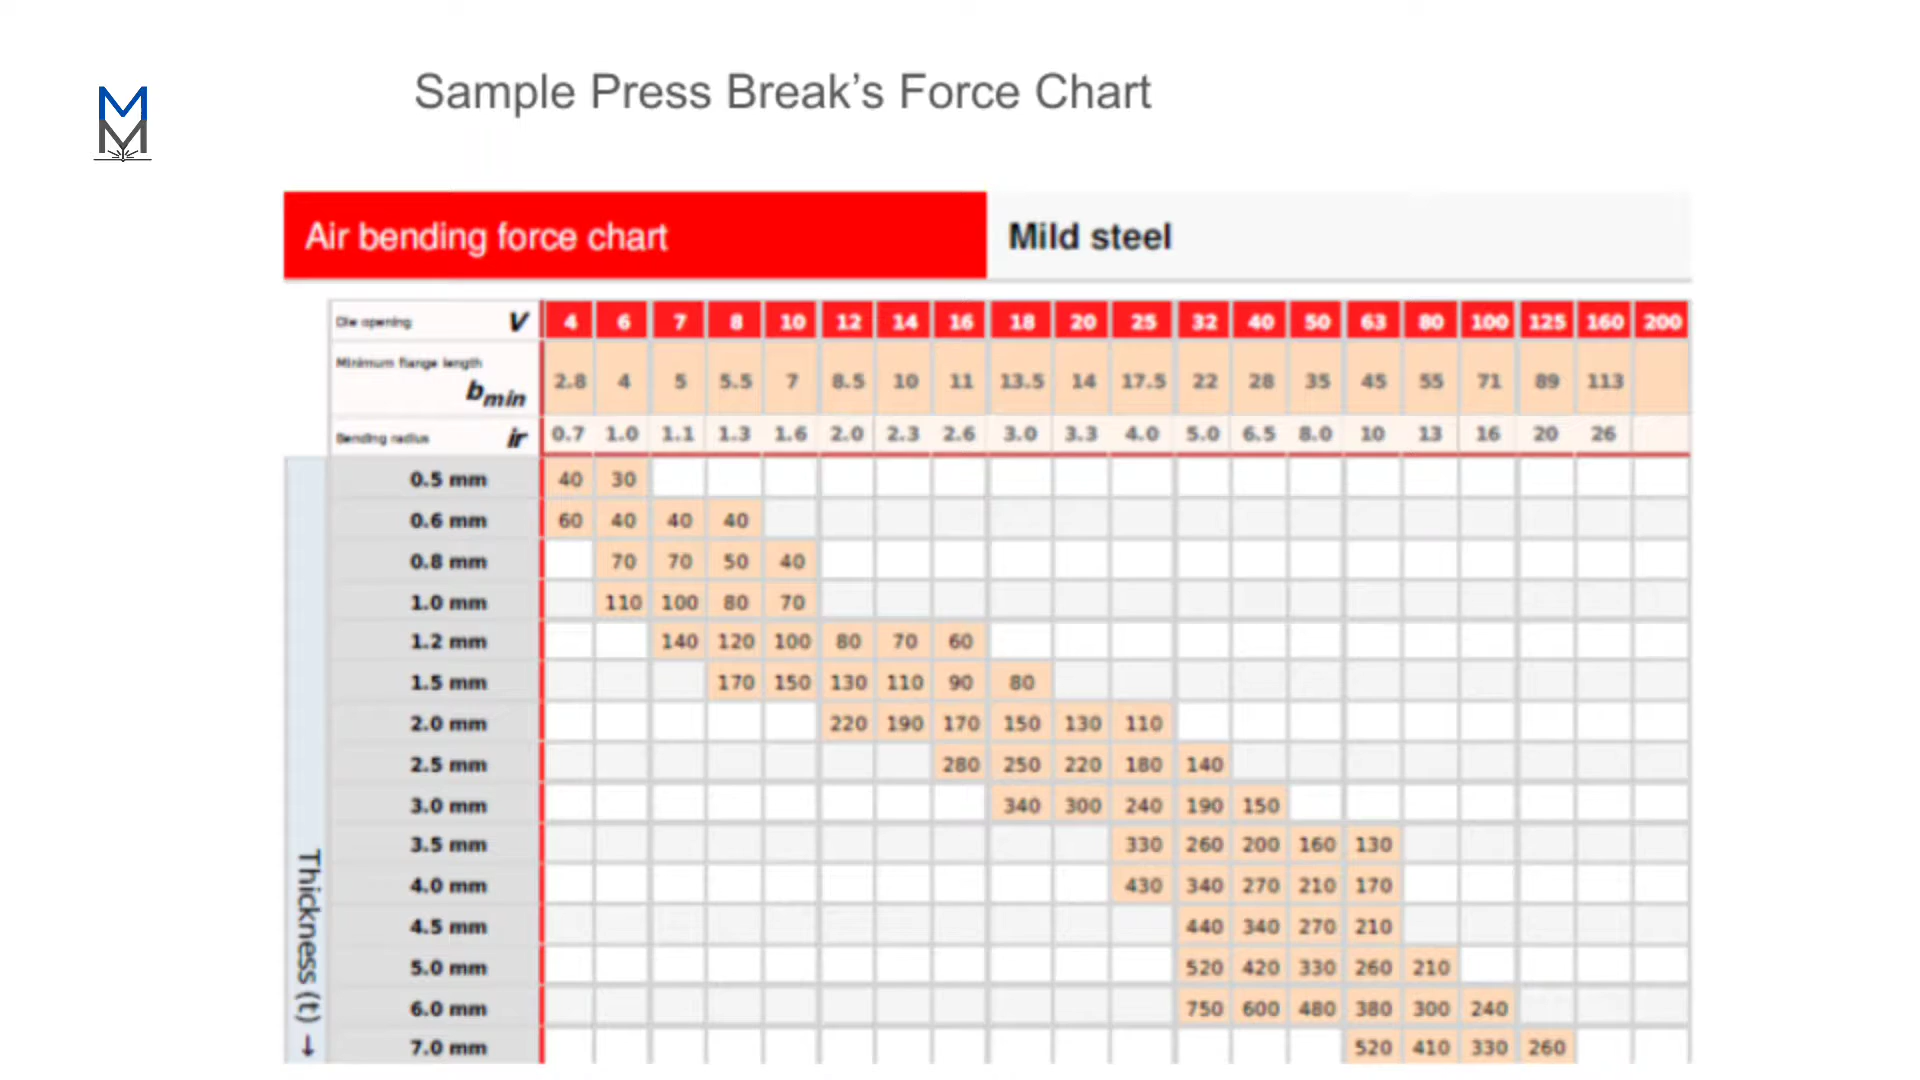 Sample Press Break’s Force Chart
MM
Air bending force chart Mild steel
Die opening V 4 6 7 8 10 12 14 16 18 20 25 32 40 50 63 80 100 125 160 200
Minimum flange length
bmin 2.8 4 5 5.5 7 8.5 10 11 13.5 14 17.5 22 28 35 45 55 71 89 113
Bending radius ir 0.7 1.0 1.1 1.3 1.6 2.0 2.3 2.6 3.0 3.3 4.0 5.0 6.5 8.0 10 13 16 20 26
Thickness (t) →
0.5 mm 40 30
0.6 mm 60 40 40 40
0.8 mm 70 70 50 40
1.0 mm 110 100 80 70
1.2 mm 140 120 100 80 70 60
1.5 mm 170 150 130 110 90 80
2.0 mm 220 190 170 150 130 110
2.5 mm 280 250 220 180 140
3.0 mm 340 300 240 190 150
3.5 mm 330 260 200 160 130
4.0 mm 430 340 270 210 170
4.5 mm 440 340 270 210
5.0 mm 520 420 330 260 210
6.0 mm 750 600 480 380 300 240
7.0 mm 520 410 330 260